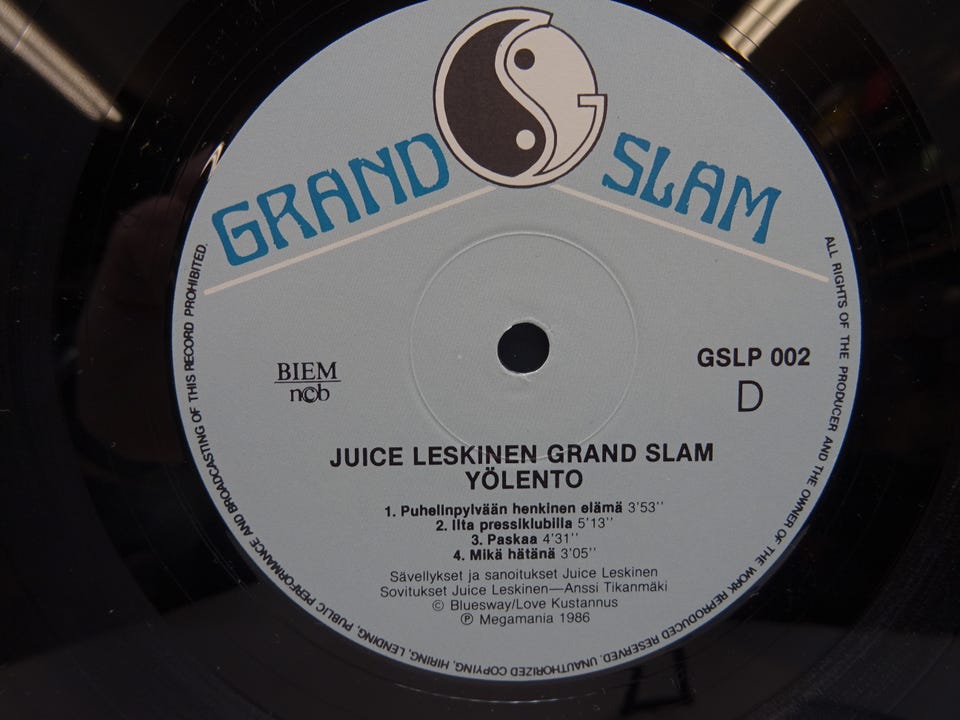 GRAND SLAM
BIEM
ncb
GSLP 002
D
JUICE LESKINEN GRAND SLAM
YÖLENTO
1. Puhelinpylvään henkinen elämä 3'53''
2. Ilta pressiklubilla 5'13''
3. Paskaa 4'31''
4. Mikä hätänä 3'05''
Sävellykset ja sanoitukset Juice Leskinen
Sovitukset Juice Leskinen—Anssi Tikanmäki
© Bluesway/Love Kustannus
℗ Megamania 1986
ALL RIGHTS OF THE PRODUCER AND THE OWNER OF THE WORK REPRODUCED RESERVED. UNAUTHORIZED COPYING, HIRING, LENDING, PUBLIC PERFORMANCE AND BROADCASTING OF THIS RECORD PROHIBITED.